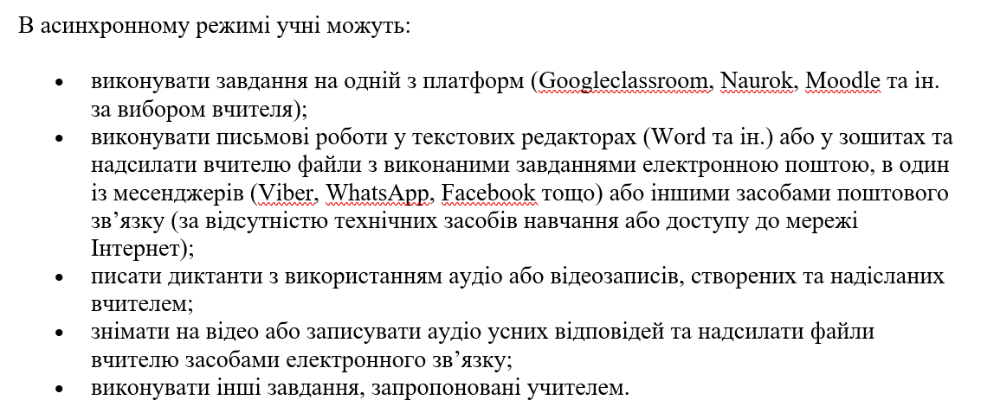 В асинхронному режимі учні можуть:
• виконувати завдання на одній з платформ (Googleclassroom, Naurok, Moodle та ін.
за вибором вчителя);
• виконувати письмові роботи у текстових редакторах (Word та ін.) або у зошитах та
надсилати вчителю файли з виконаними завданнями електронною поштою, в один
із месенджерів (Viber, WhatsApp, Facebook тощо) або іншими засобами поштового
зв’язку (за відсутністю технічних засобів навчання або доступу до мережі
Інтернет);
• писати диктанти з використанням аудіо або відеозаписів, створених та надісланих
вчителем;
• знімати на відео або записувати аудіо усних відповідей та надсилати файли
вчителю засобами електронного зв’язку;
• виконувати інші завдання, запропоновані учителем.